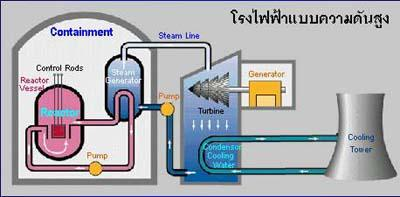 โรงไฟฟ้าแบบความดันสูง
Containment
Steam Line
Control Rods
Reactor
Vessel
Steam
Generator
Generator
Pump
Turbine
Reactor
Pump
Condensor
Cooling
Water
Cooling
Tower